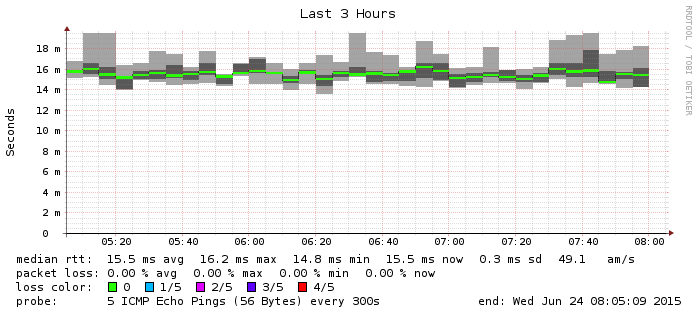 Last 3 Hours
RRDTOOL / TOBI OETIKER
Seconds
18 m
16 m
14 m
12 m
10 m
8 m
6 m
4 m
2 m
0
05:20 05:40 06:00 06:20 06:40 07:00 07:20 07:40 08:00
median rtt: 15.5 ms avg 16.2 ms max 14.8 ms min 15.5 ms now 0.3 ms sd 49.1 am/s
packet loss: 0.00 % avg 0.00 % max 0.00 % min 0.00 % now
loss color: 0 1/5 2/5 3/5 4/5
probe: 5 ICMP Echo Pings (56 Bytes) every 300s end: Wed Jun 24 08:05:09 2015